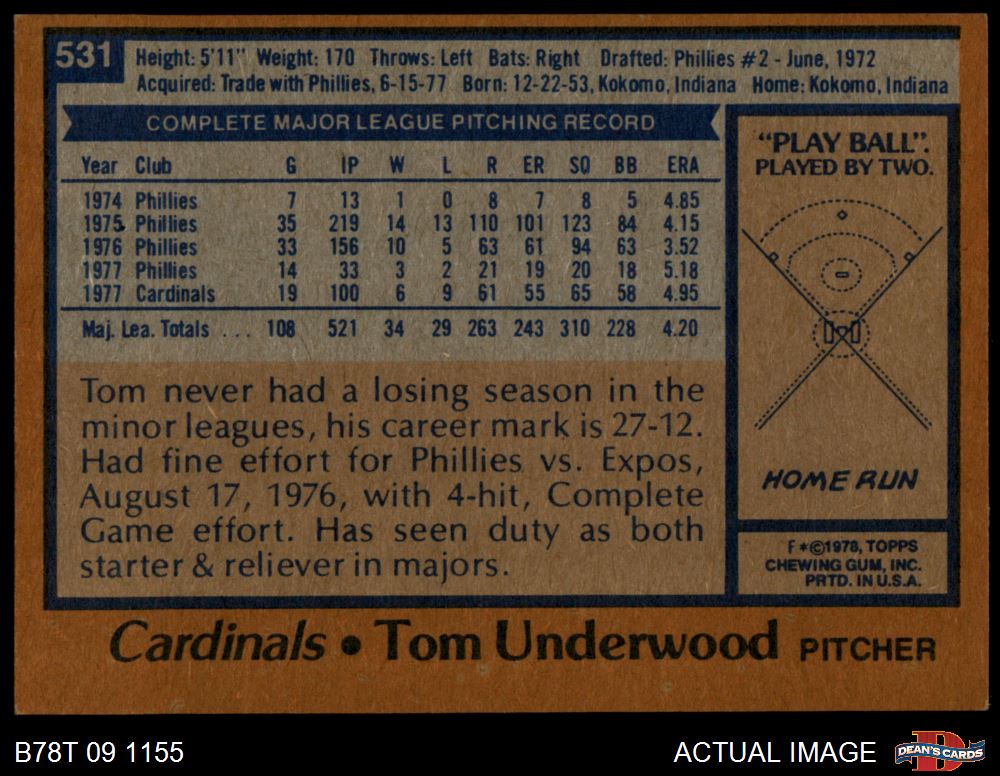 531
Height: 5'11" Weight: 170 Throws: Left Bats: Right Drafted: Phillies #2 - June, 1972
Acquired: Trade with Phillies, 6-15-77 Born: 12-22-53, Kokomo, Indiana Home: Kokomo, Indiana
COMPLETE MAJOR LEAGUE PITCHING RECORD
Year Club G IP W L R ER SO BB ERA
1974 Phillies 7 13 1 0 8 7 8 5 4.85
1975 Phillies 35 219 14 13 110 101 123 84 4.15
1976 Phillies 33 156 10 5 63 61 94 63 3.52
1977 Phillies 14 33 3 2 21 19 20 18 5.18
1977 Cardinals 19 100 6 9 61 55 65 58 4.95
Maj. Lea. Totals . . . 108 521 34 29 263 243 310 228 4.20
Tom never had a losing season in the
minor leagues, his career mark is 27-12.
Had fine effort for Phillies vs. Expos,
August 17, 1976, with 4-hit, Complete
Game effort. Has seen duty as both
starter & reliever in majors.
"PLAY BALL".
PLAYED BY TWO.
HOME RUN
F*©1978, TOPPS
CHEWING GUM, INC.
PRTD. IN U.S.A.
Cardinals • Tom Underwood PITCHER
B78T 09 1155
ACTUAL IMAGE
D
DEAN'S CARDS